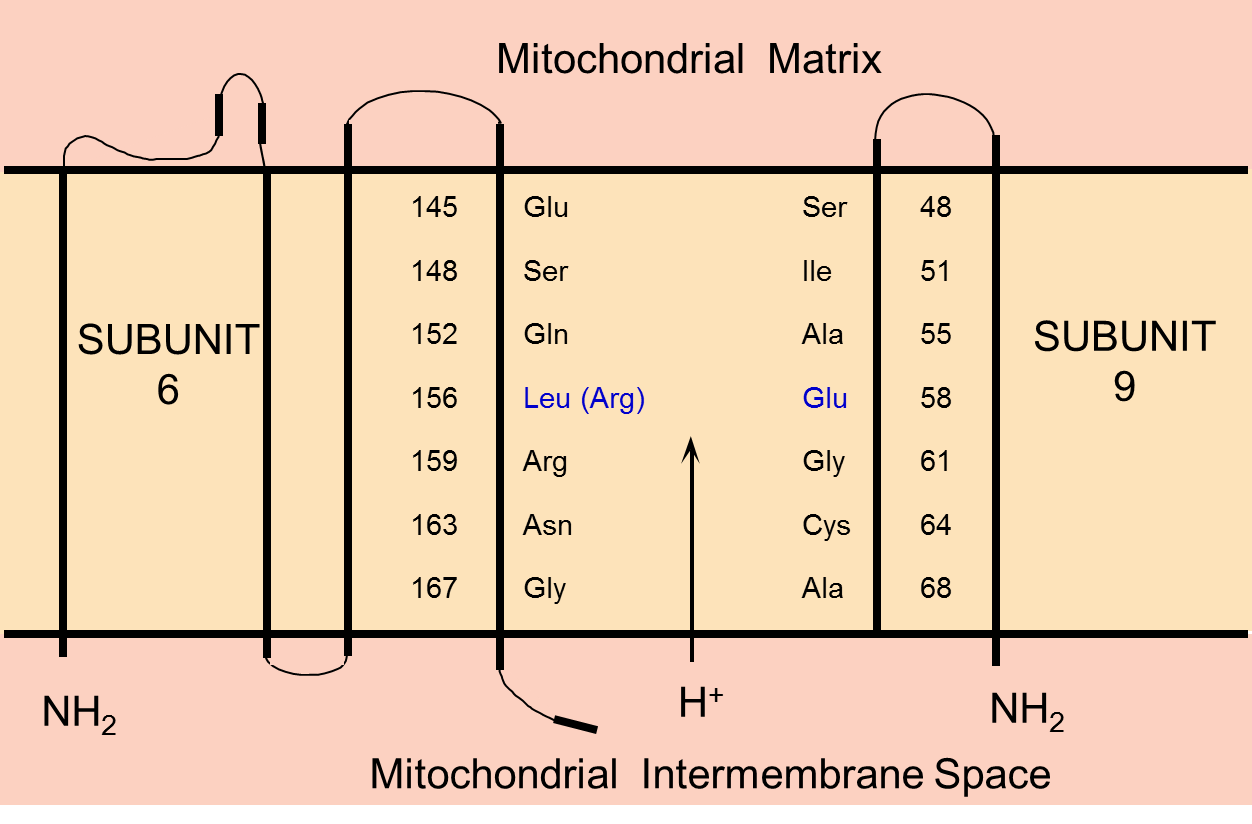 Mitochondrial Matrix
145 Glu Ser 48
148 Ser Ile 51
152 Gln Ala 55
SUBUNIT
6
SUBUNIT
9
156 Leu (Arg) Glu 58
159 Arg Gly 61
163 Asn Cys 64
167 Gly Ala 68
NH₂
H⁺
NH₂
Mitochondrial Intermembrane Space